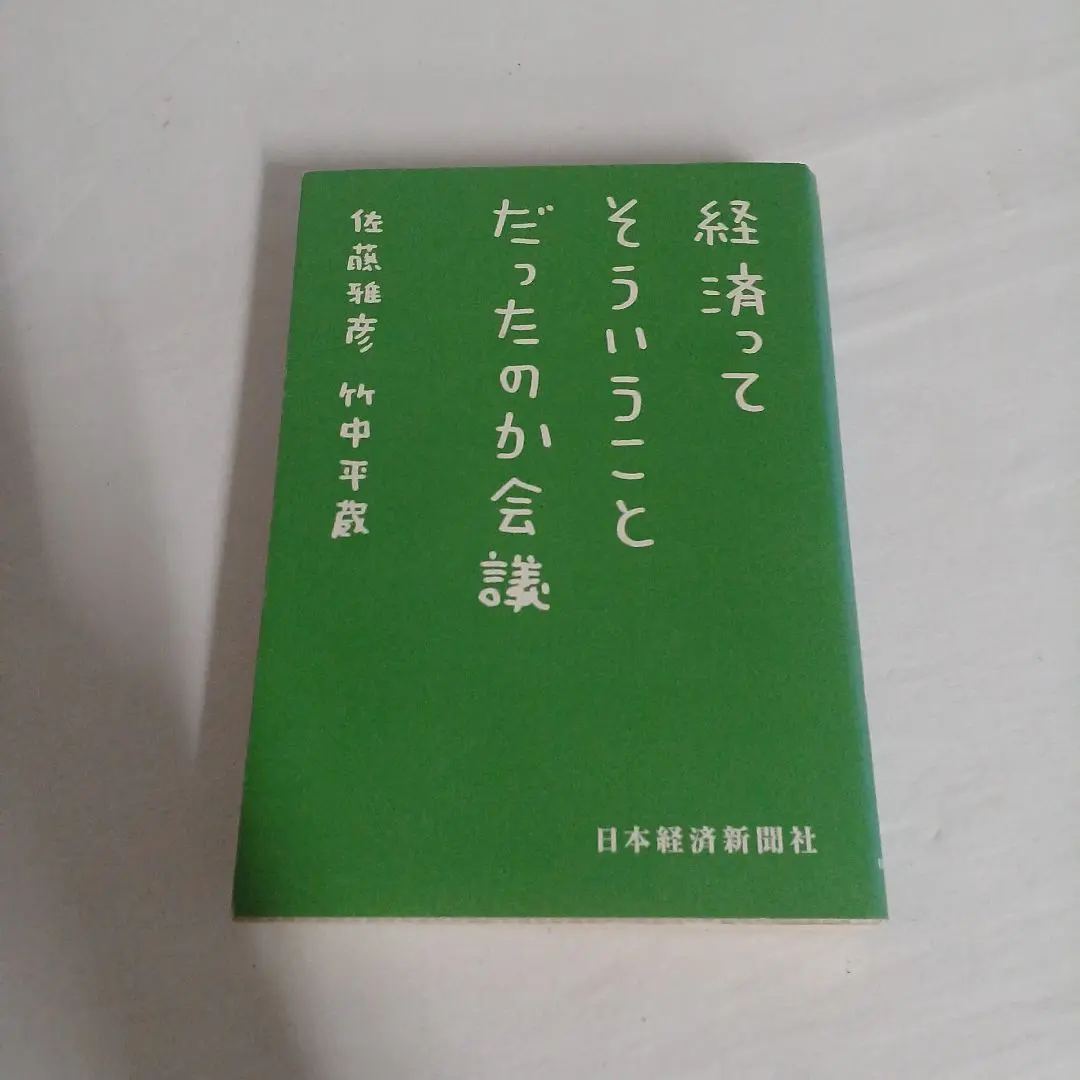 経済って
そういうこと
だったのか会議
佐藤雅彦 竹中平蔵
日本経済新聞社